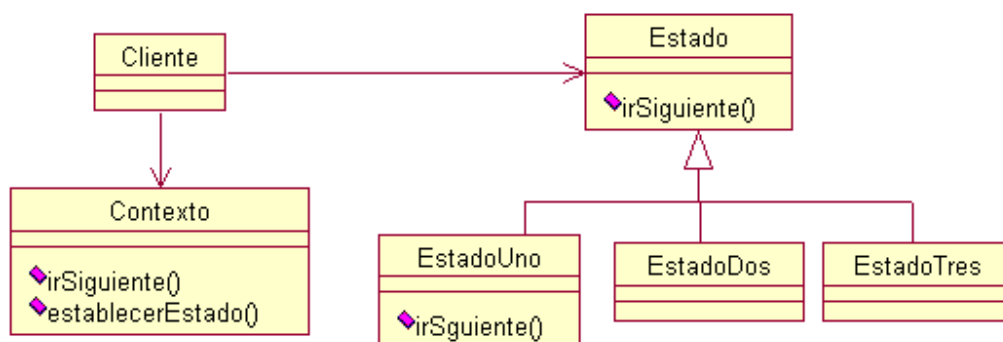 Cliente
Estado
irSiguiente()
Contexto
irSiguiente()
establecerEstado()
EstadoUno
irSguiente()
EstadoDos
EstadoTres